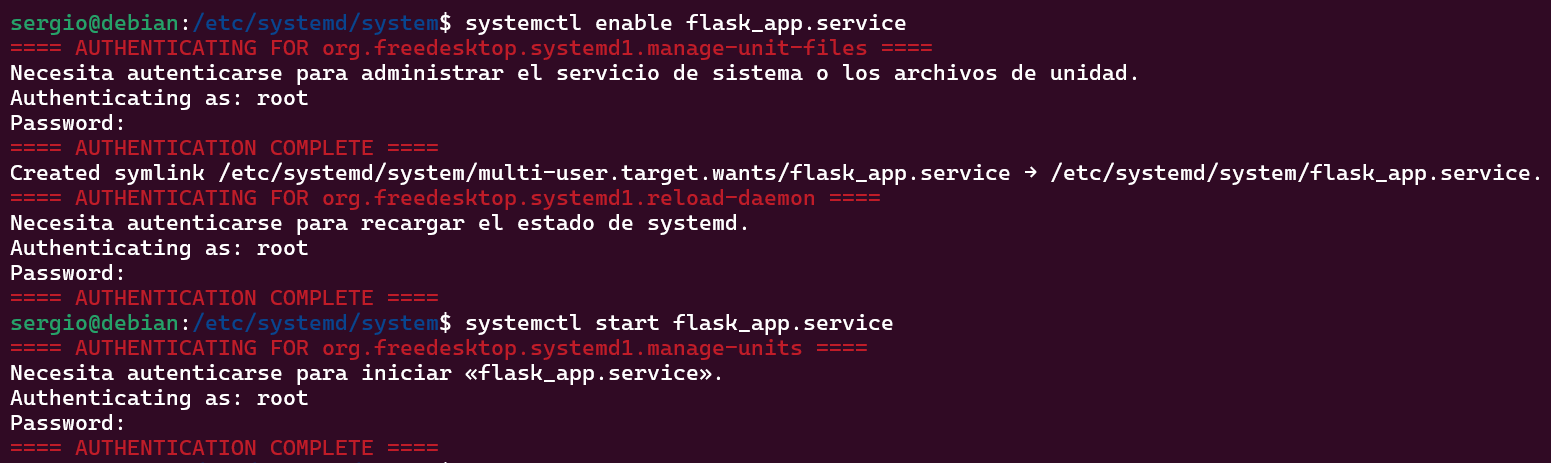 sergio@debian:/etc/systemd/system$ systemctl enable flask_app.service
==== AUTHENTICATING FOR org.freedesktop.systemd1.manage-unit-files ====
Necesita autenticarse para administrar el servicio de sistema o los archivos de unidad.
Authenticating as: root
Password:
==== AUTHENTICATION COMPLETE ====
Created symlink /etc/systemd/system/multi-user.target.wants/flask_app.service → /etc/systemd/system/flask_app.service.
==== AUTHENTICATING FOR org.freedesktop.systemd1.reload-daemon ====
Necesita autenticarse para recargar el estado de systemd.
Authenticating as: root
Password:
==== AUTHENTICATION COMPLETE ====
sergio@debian:/etc/systemd/system$ systemctl start flask_app.service
==== AUTHENTICATING FOR org.freedesktop.systemd1.manage-units ====
Necesita autenticarse para iniciar «flask_app.service».
Authenticating as: root
Password:
==== AUTHENTICATION COMPLETE ====